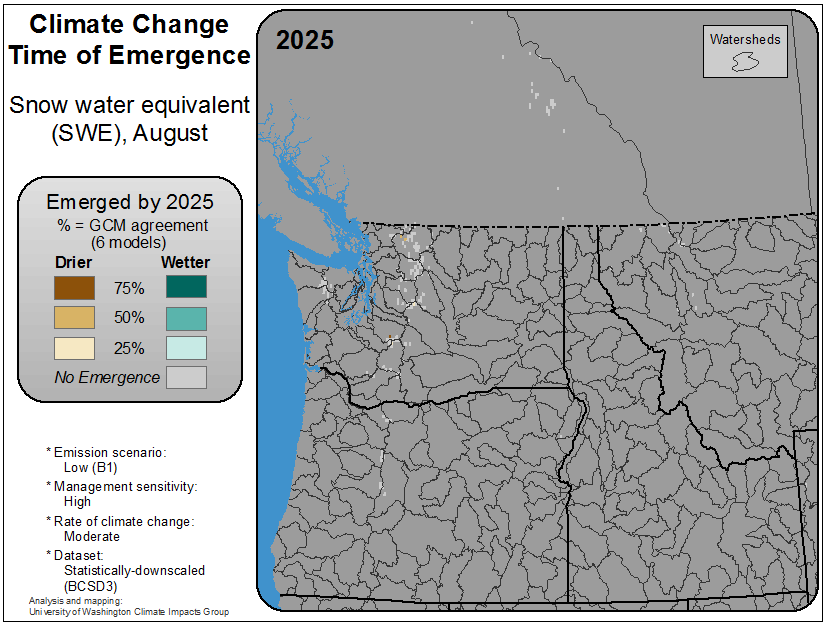 Climate Change
Time of Emergence
Snow water equivalent
(SWE), August
Emerged by 2025
% = GCM agreement
(6 models)
Drier Wetter
75%
50%
25%
No Emergence
* Emission scenario:
Low (B1)
* Management sensitivity:
High
* Rate of climate change:
Moderate
* Dataset:
Statistically-downscaled
(BCSD3)
Analysis and mapping:
University of Washington Climate Impacts Group
2025
Watersheds